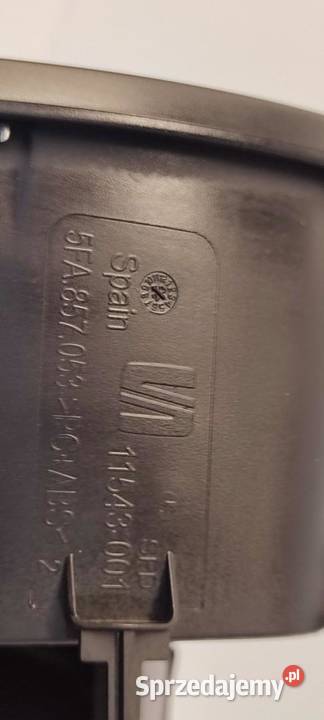 Spain
11543-001
5FA.857.053 >PC+ABS<
Sprzedajemy.pl